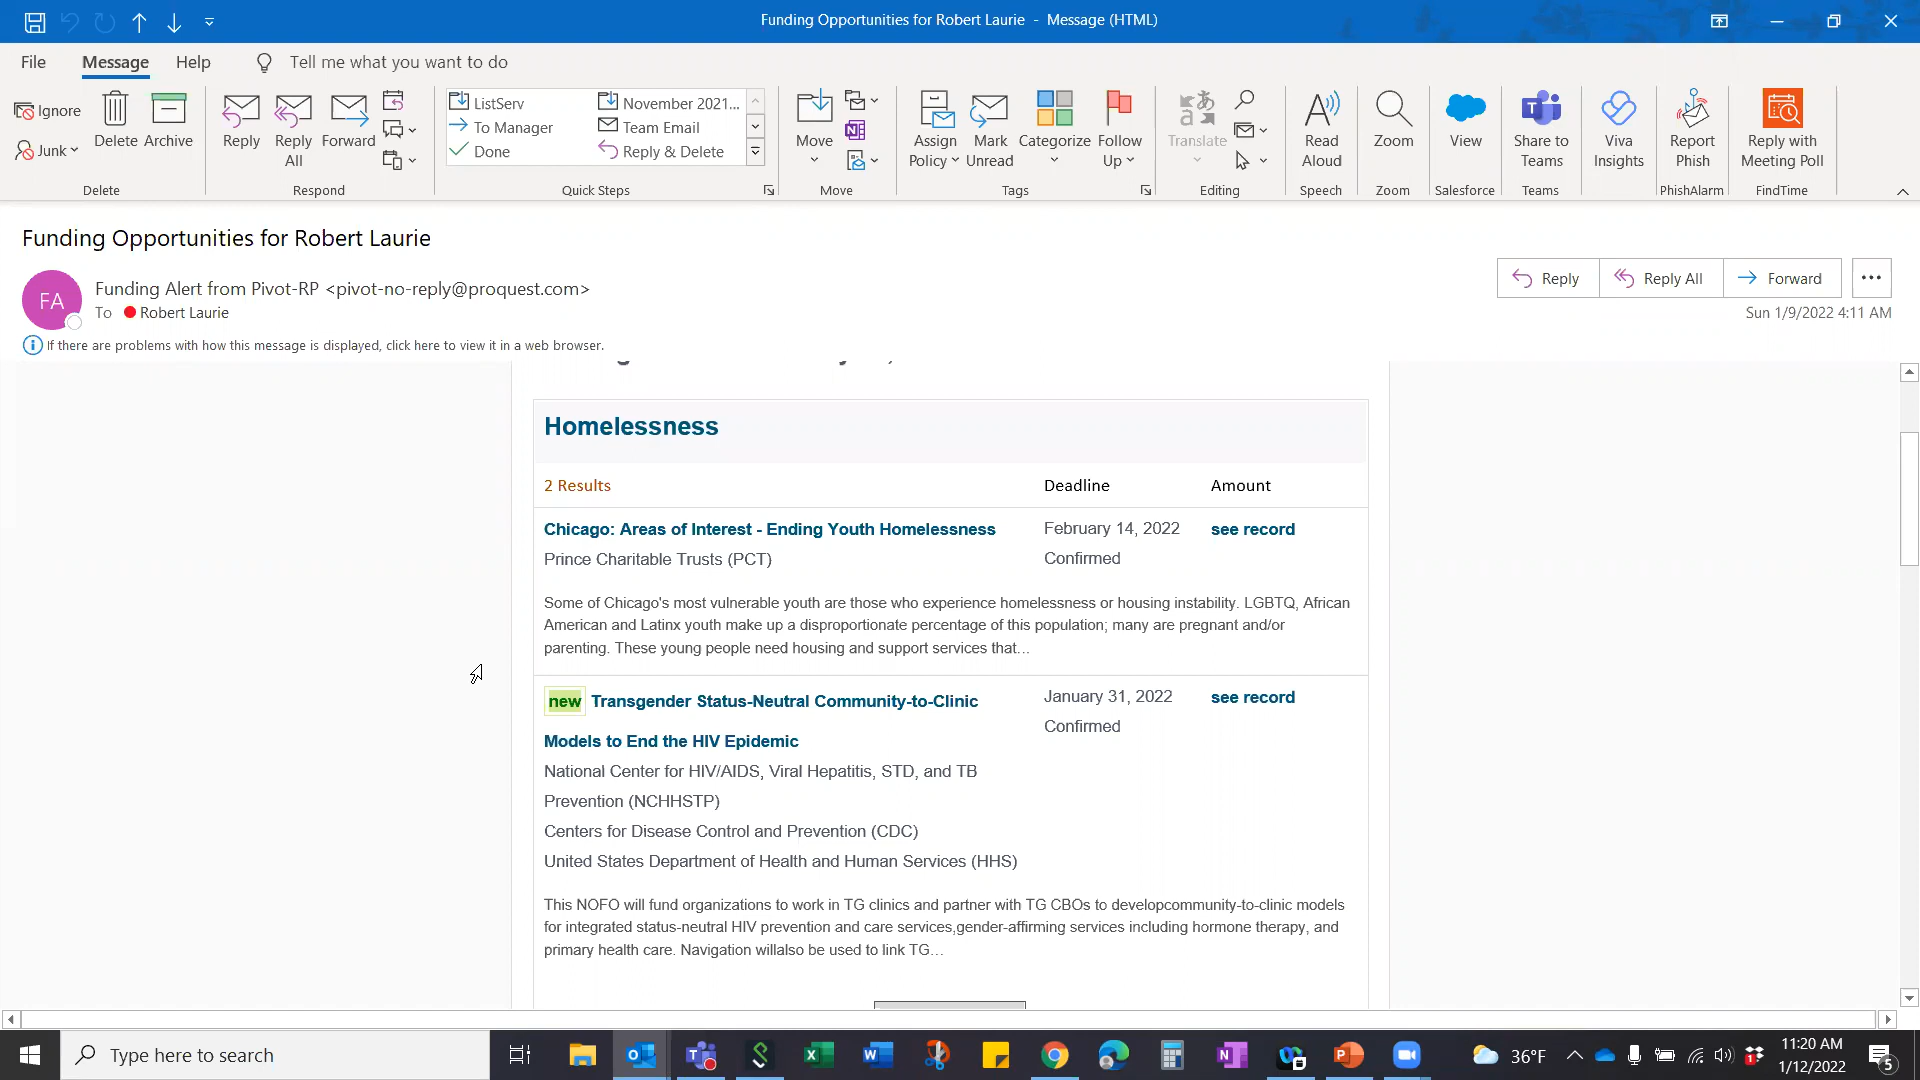 Funding Opportunities for Robert Laurie - Message (HTML)
File Message Help Tell me what you want to do
Ignore
Junk
Delete
Archive
Delete
Reply
Reply All
Forward
Respond
ListServ
To Manager
Done
November 2021...
Team Email
Reply & Delete
Quick Steps
Move
Move
Assign Policy
Mark Unread
Categorize
Follow Up
Tags
Translate
Editing
Read Aloud
Speech
Zoom
Zoom
View
Salesforce
Share to Teams
Teams
Viva Insights
Report Phish
PhishAlarm
Reply with Meeting Poll
FindTime
Funding Opportunities for Robert Laurie
FA
Funding Alert from Pivot-RP <pivot-no-reply@proquest.com>
To Robert Laurie
Reply Reply All Forward
Sun 1/9/2022 4:11 AM
If there are problems with how this message is displayed, click here to view it in a web browser.
Homelessness
2 Results Deadline Amount
Chicago: Areas of Interest - Ending Youth Homelessness February 14, 2022 see record
Prince Charitable Trusts (PCT) Confirmed
Some of Chicago's most vulnerable youth are those who experience homelessness or housing instability. LGBTQ, African
American and Latinx youth make up a disproportionate percentage of this population; many are pregnant and/or
parenting. These young people need housing and support services that...
new Transgender Status-Neutral Community-to-Clinic January 31, 2022 see record
Confirmed
Models to End the HIV Epidemic
National Center for HIV/AIDS, Viral Hepatitis, STD, and TB
Prevention (NCHHSTP)
Centers for Disease Control and Prevention (CDC)
United States Department of Health and Human Services (HHS)
This NOFO will fund organizations to work in TG clinics and partner with TG CBOs to developcommunity-to-clinic models
for integrated status-neutral HIV prevention and care services,gender-affirming services including hormone therapy, and
primary health care. Navigation willalso be used to link TG...
Type here to search
36°F
11:20 AM
1/12/2022
5